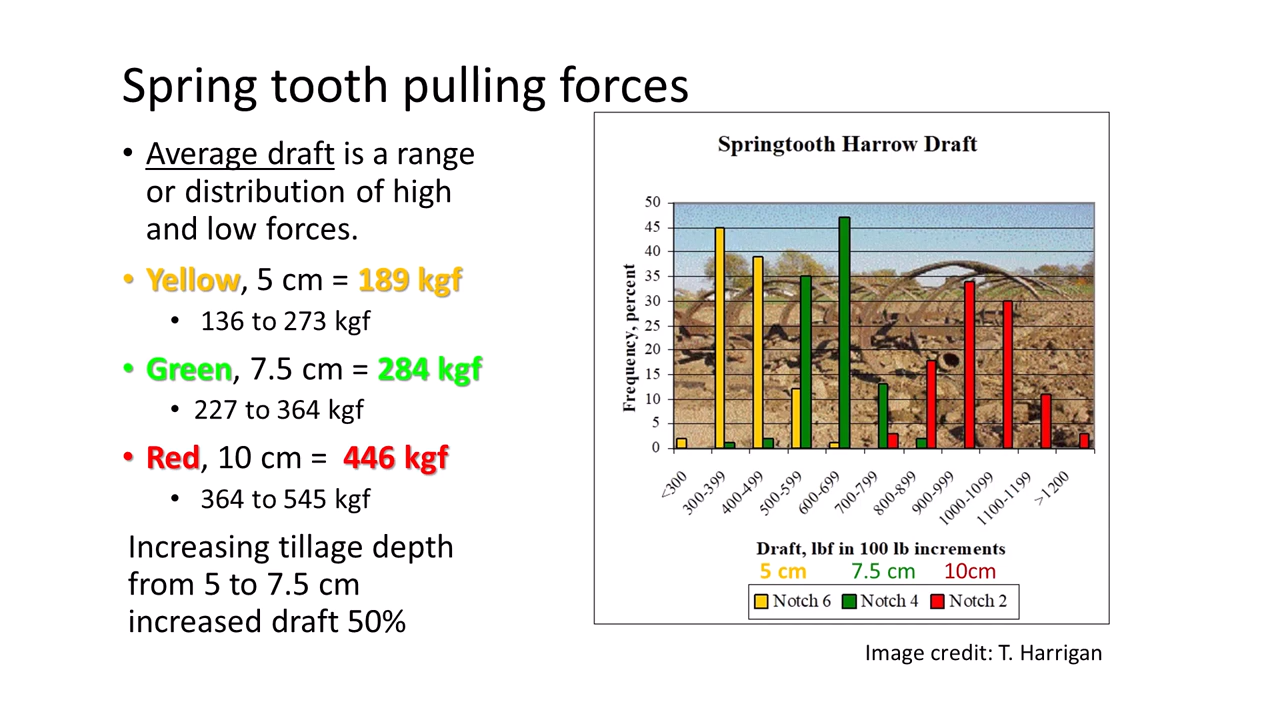 Spring tooth pulling forces
• Average draft is a range
or distribution of high
and low forces.
• Yellow, 5 cm = 189 kgf
• 136 to 273 kgf
• Green, 7.5 cm = 284 kgf
• 227 to 364 kgf
• Red, 10 cm = 446 kgf
• 364 to 545 kgf
Increasing tillage depth
from 5 to 7.5 cm
increased draft 50%
Springtooth Harrow Draft
Frequency, percent
50
45
40
35
30
25
20
15
10
5
0
<300
300-399
400-499
500-599
600-699
700-799
800-899
900-999
1000-1099
1100-1199
>1200
Draft, lbf in 100 lb increments
5 cm 7.5 cm 10cm
Notch 6 Notch 4 Notch 2
Image credit: T. Harrigan